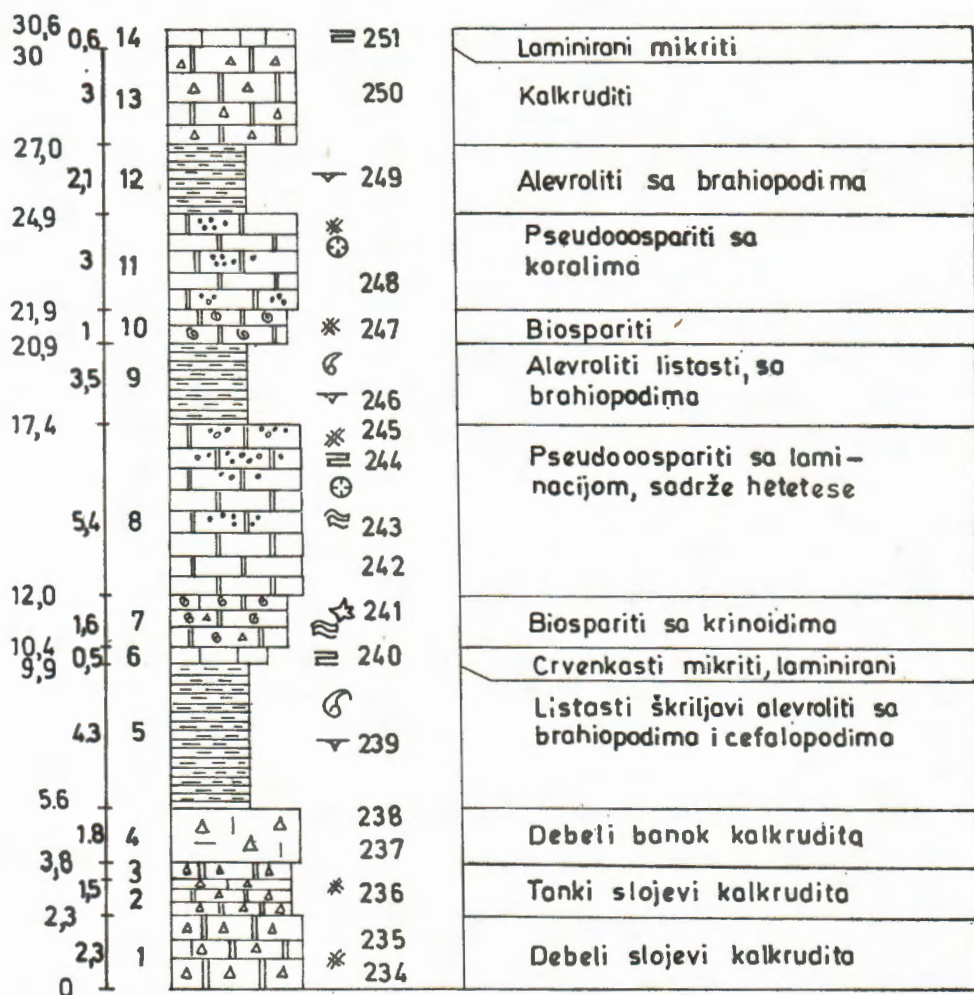 30,6 0,6 14 251 Laminirani mikriti
30
3 13 250 Kalkruditi
27,0
2,1 12 249 Alevroliti sa brahiopodima
24,9
3 11 248 Pseudooospariti sa
koralima
21,9
1 10 247 Biospariti
20,9
3,5 9 246 Alevroliti listasti, sa
brahiopodima
17,4
245
244
5,4 8 243 Pseudooospariti sa lami-
nacijom, sadrže hetetese
242
12,0
1,6 7 241 Biospariti sa krinoidima
10,4
0,5 6 240 Crvenkasti mikriti, laminirani
9,9
4.3 5 239 Listasti škriljavi alevroliti sa
brahiopodima i cefalopodima
5.6
238
1.8 4 237 Debeli banak kalkrudita
3,8
3
1,5 2 236 Tanki slojevi kalkrudita
2,3
235
2,3 1 234 Debeli slojevi kalkrudita
0